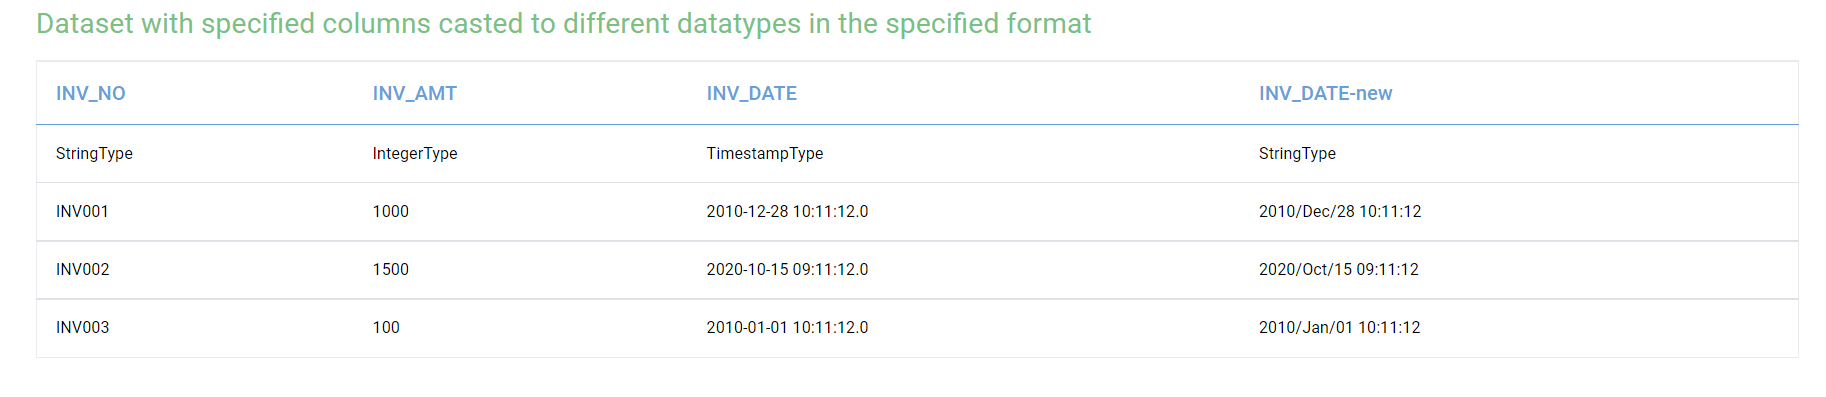 Dataset with specified columns casted to different datatypes in the specified format
INV_NO INV_AMT INV_DATE INV_DATE-new
StringType IntegerType TimestampType StringType
INV001 1000 2010-12-28 10:11:12.0 2010/Dec/28 10:11:12
INV002 1500 2020-10-15 09:11:12.0 2020/Oct/15 09:11:12
INV003 100 2010-01-01 10:11:12.0 2010/Jan/01 10:11:12